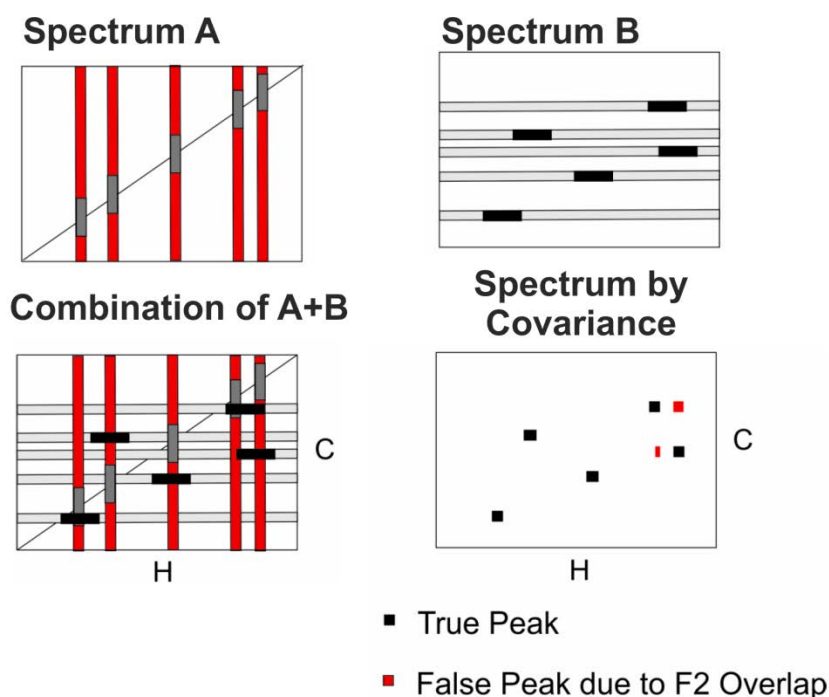 Spectrum A
Spectrum B
Combination of A+B
Spectrum by
Covariance
C
H
C
H
True Peak
False Peak due to F2 Overlap